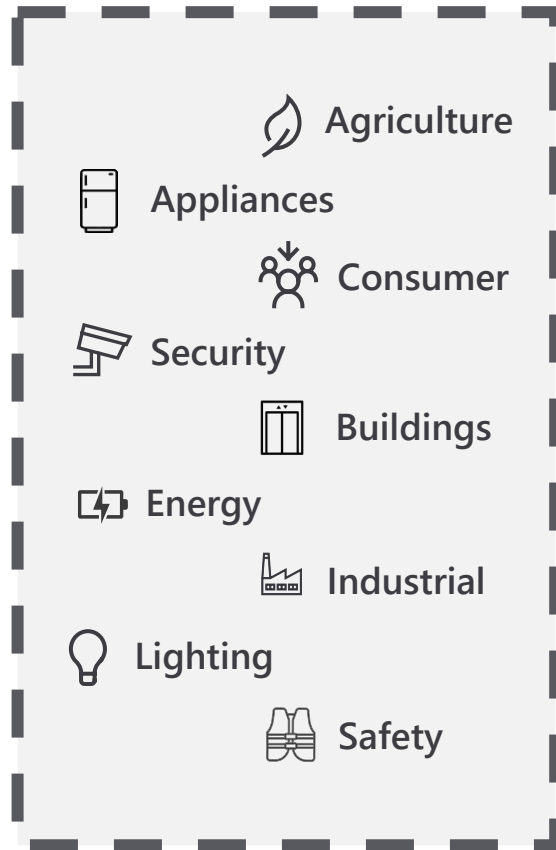 Agriculture
Appliances
Consumer
Security
Buildings
Energy
Industrial
Lighting
Safety